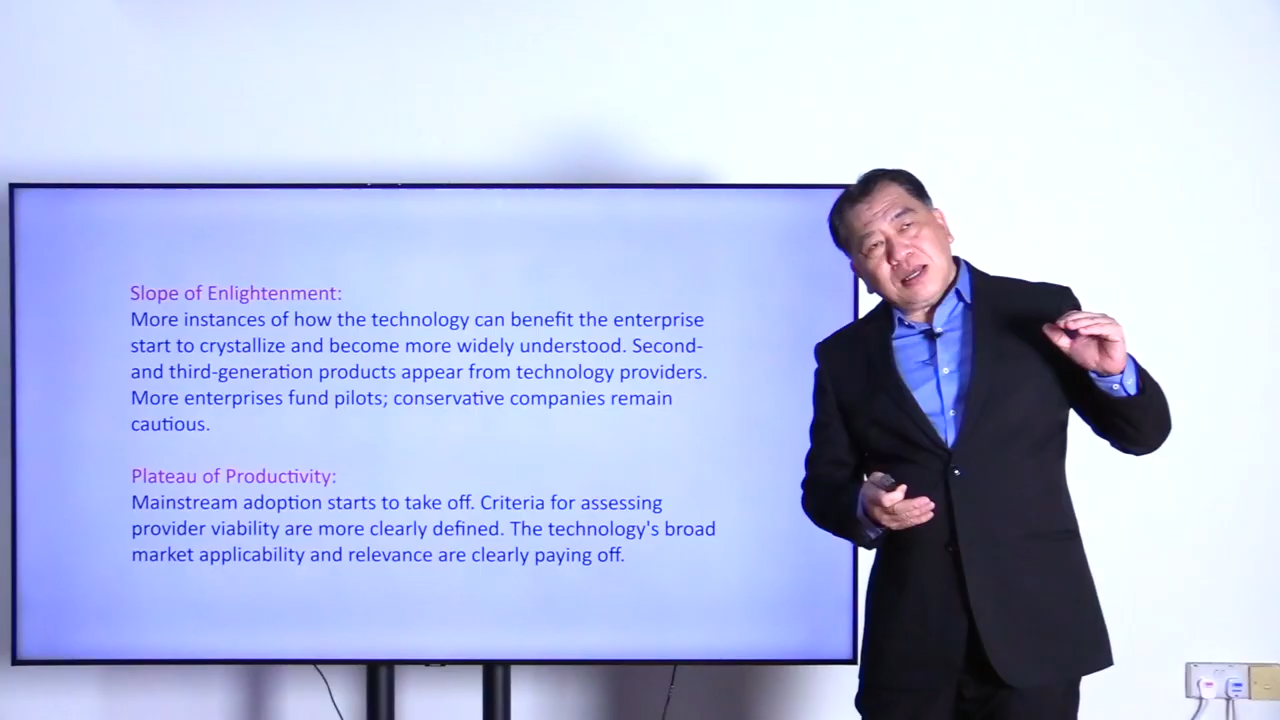 Slope of Enlightenment:
More instances of how the technology can benefit the enterprise
start to crystallize and become more widely understood. Second-
and third-generation products appear from technology providers.
More enterprises fund pilots; conservative companies remain
cautious.
Plateau of Productivity:
Mainstream adoption starts to take off. Criteria for assessing
provider viability are more clearly defined. The technology's broad
market applicability and relevance are clearly paying off.